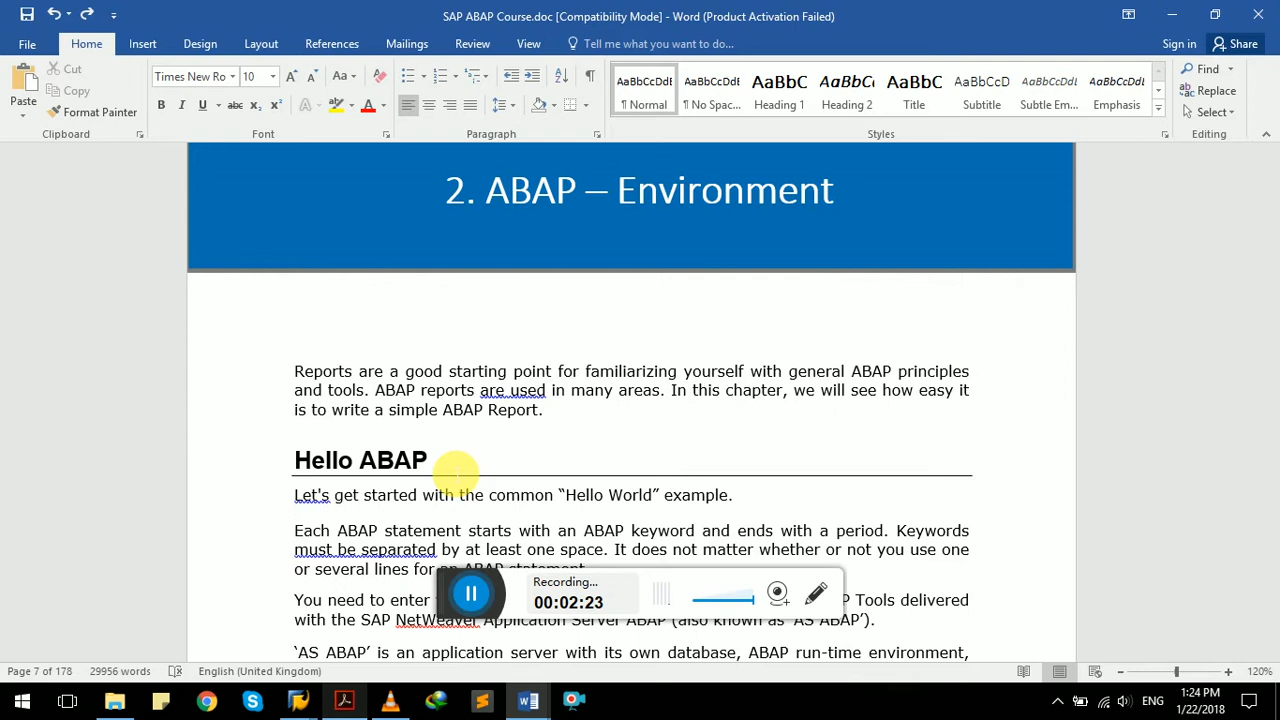 SAP ABAP Course.doc [Compatibility Mode] - Word (Product Activation Failed)
File Home Insert Design Layout References Mailings Review View Tell me what you want to do... Sign in Share
Paste
Cut
Copy
Format Painter
Clipboard
Times New Ro 10
Font
Paragraph
AaBbCcDdE AaBbCcDdE AaBbC AaBbCc AaBbC AaBbCcD AaBbCcDdE AaBbCcDdE
¶ Normal ¶ No Spac... Heading 1 Heading 2 Title Subtitle Subtle Em... Emphasis
Styles
Find
Replace
Select
Editing
2. ABAP – Environment
Reports are a good starting point for familiarizing yourself with general ABAP principles
and tools. ABAP reports are used in many areas. In this chapter, we will see how easy it
is to write a simple ABAP Report.
Hello ABAP
Let's get started with the common “Hello World” example.
Each ABAP statement starts with an ABAP keyword and ends with a period. Keywords
must be separated by at least one space. It does not matter whether or not you use one
or several lines for an ABAP statement.
You need to enter
P Tools delivered
with the SAP NetWeaver Application Server ABAP (also known as ‘AS ABAP’).
‘AS ABAP’ is an application server with its own database, ABAP run-time environment,
Recording...
00:02:23
Page 7 of 178 29956 words English (United Kingdom) 120%
ENG
1:24 PM
1/22/2018